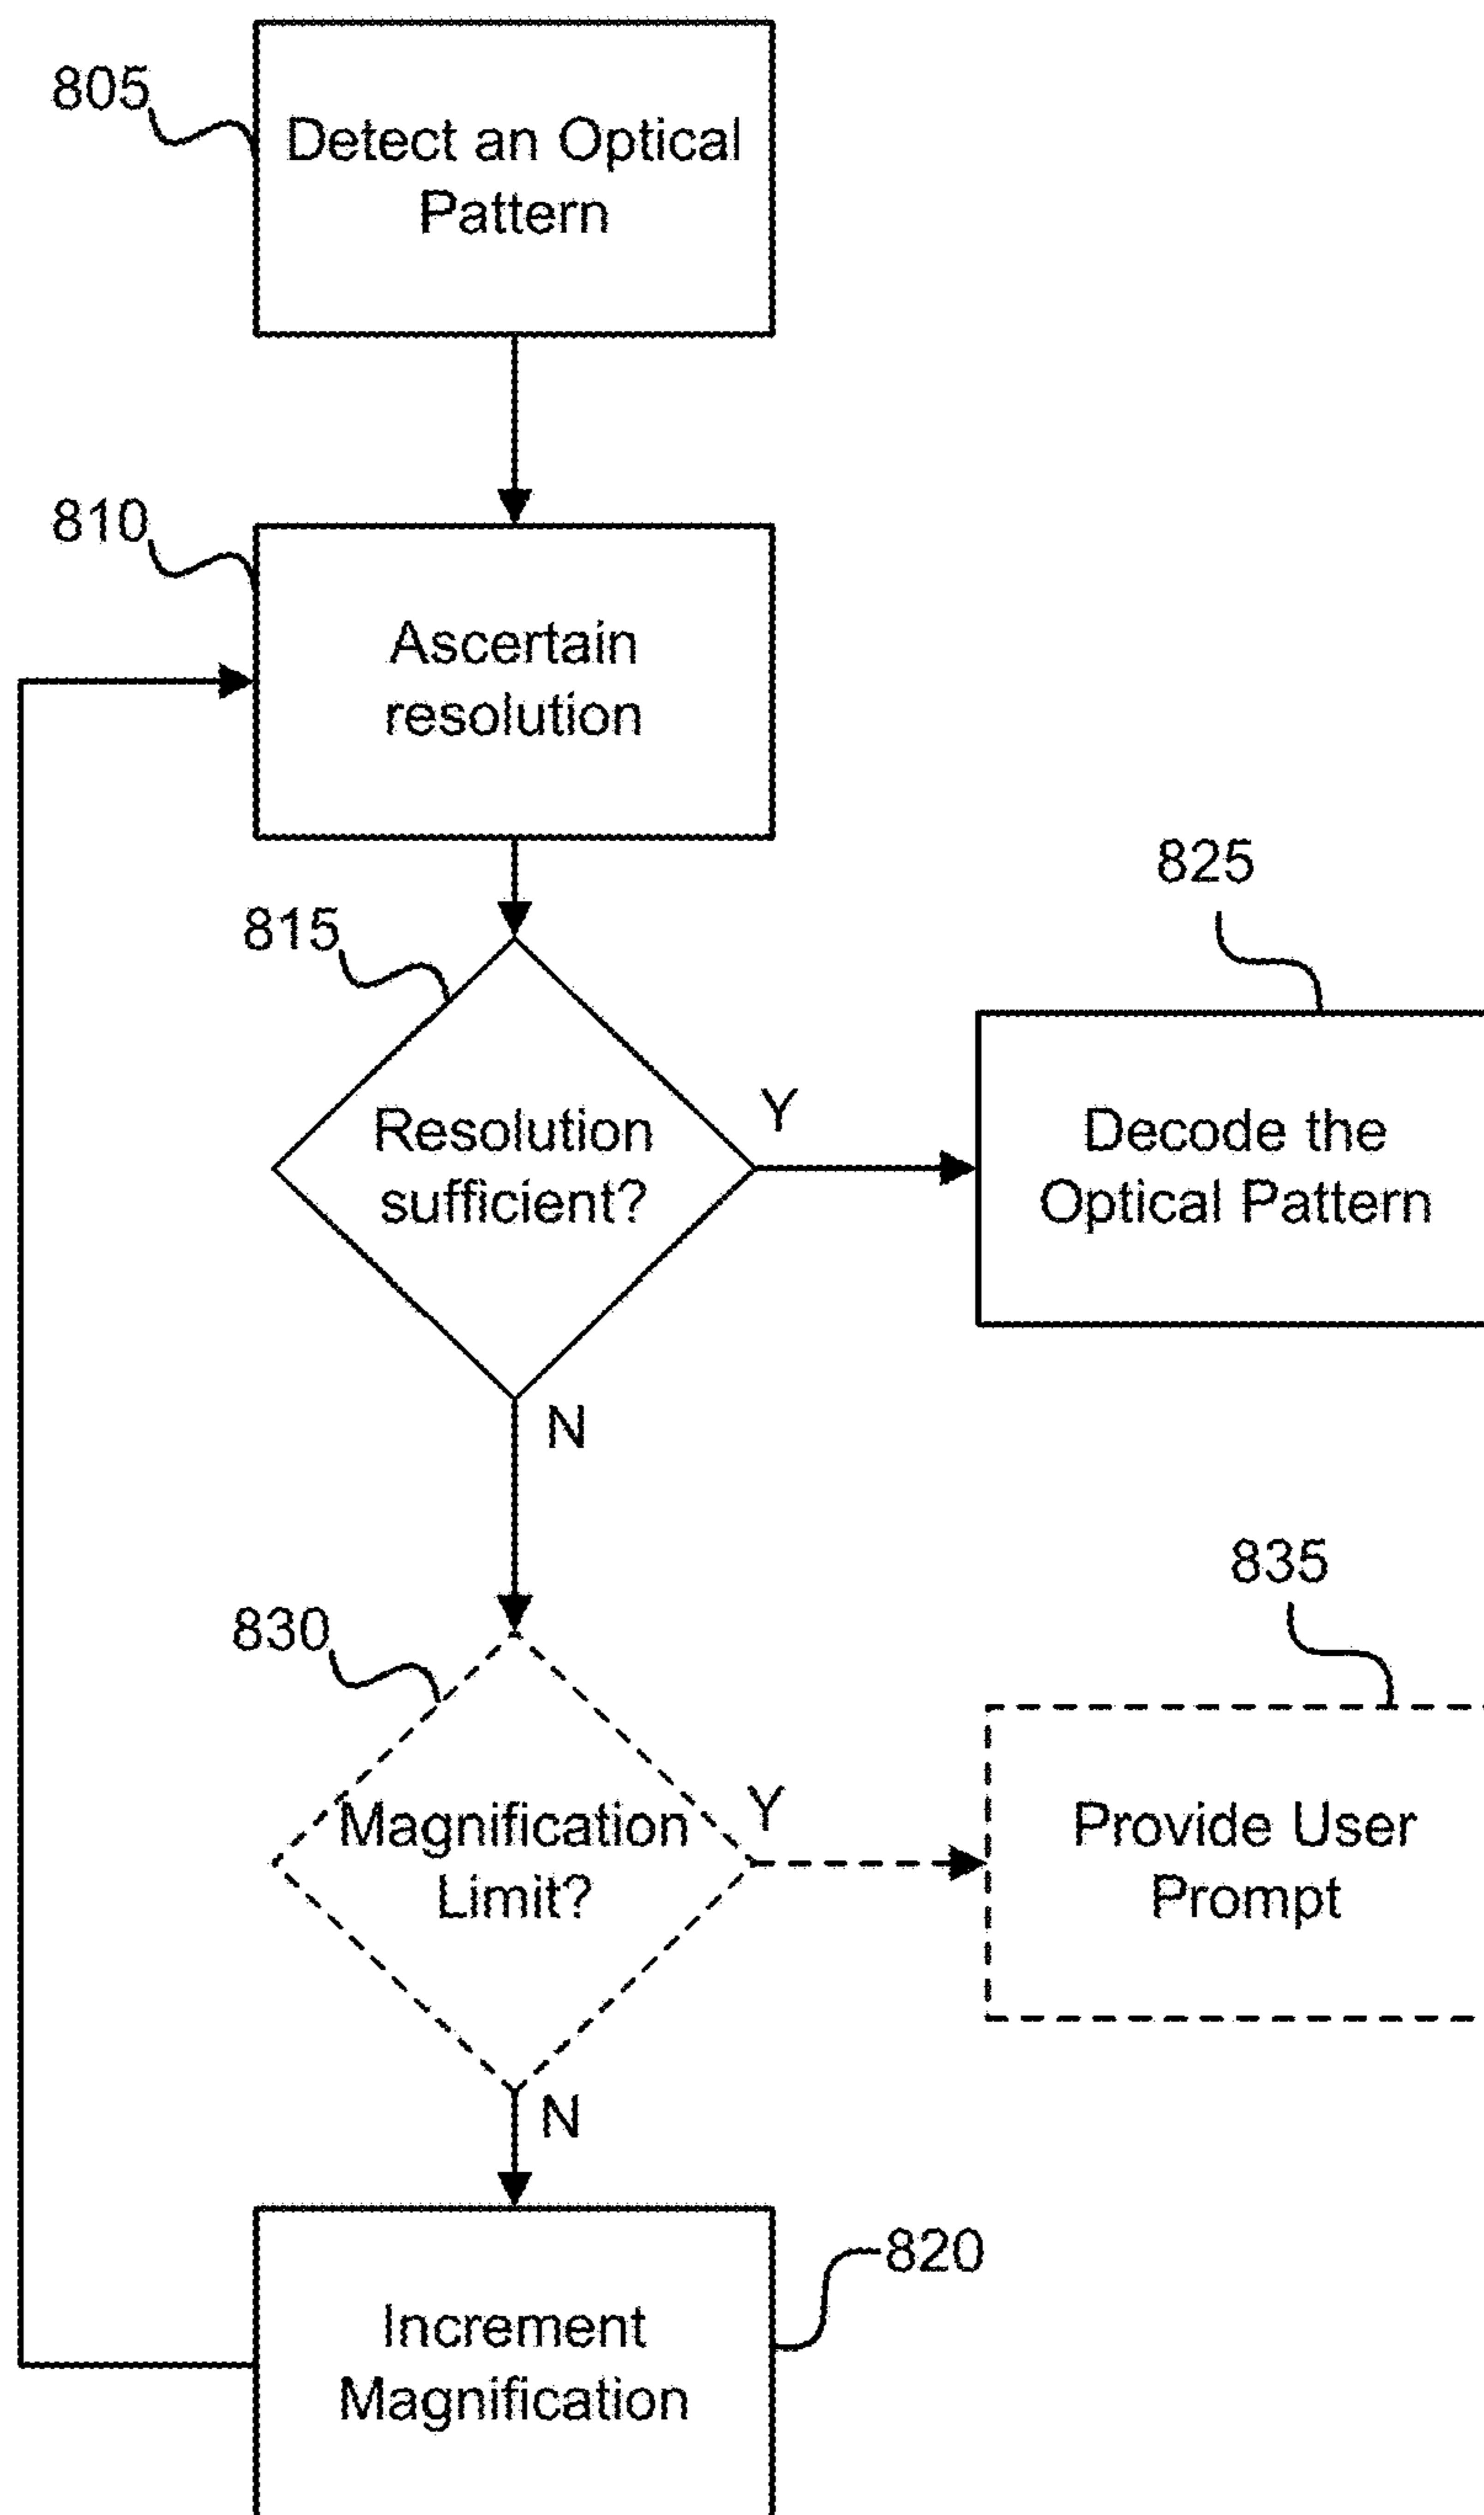 805
Detect an Optical
Pattern
810
Ascertain
resolution
815
Resolution
sufficient?
Y
825
Decode the
Optical Pattern
N
830
Magnification
Limit?
Y
835
Provide User
Prompt
N
820
Increment
Magnification